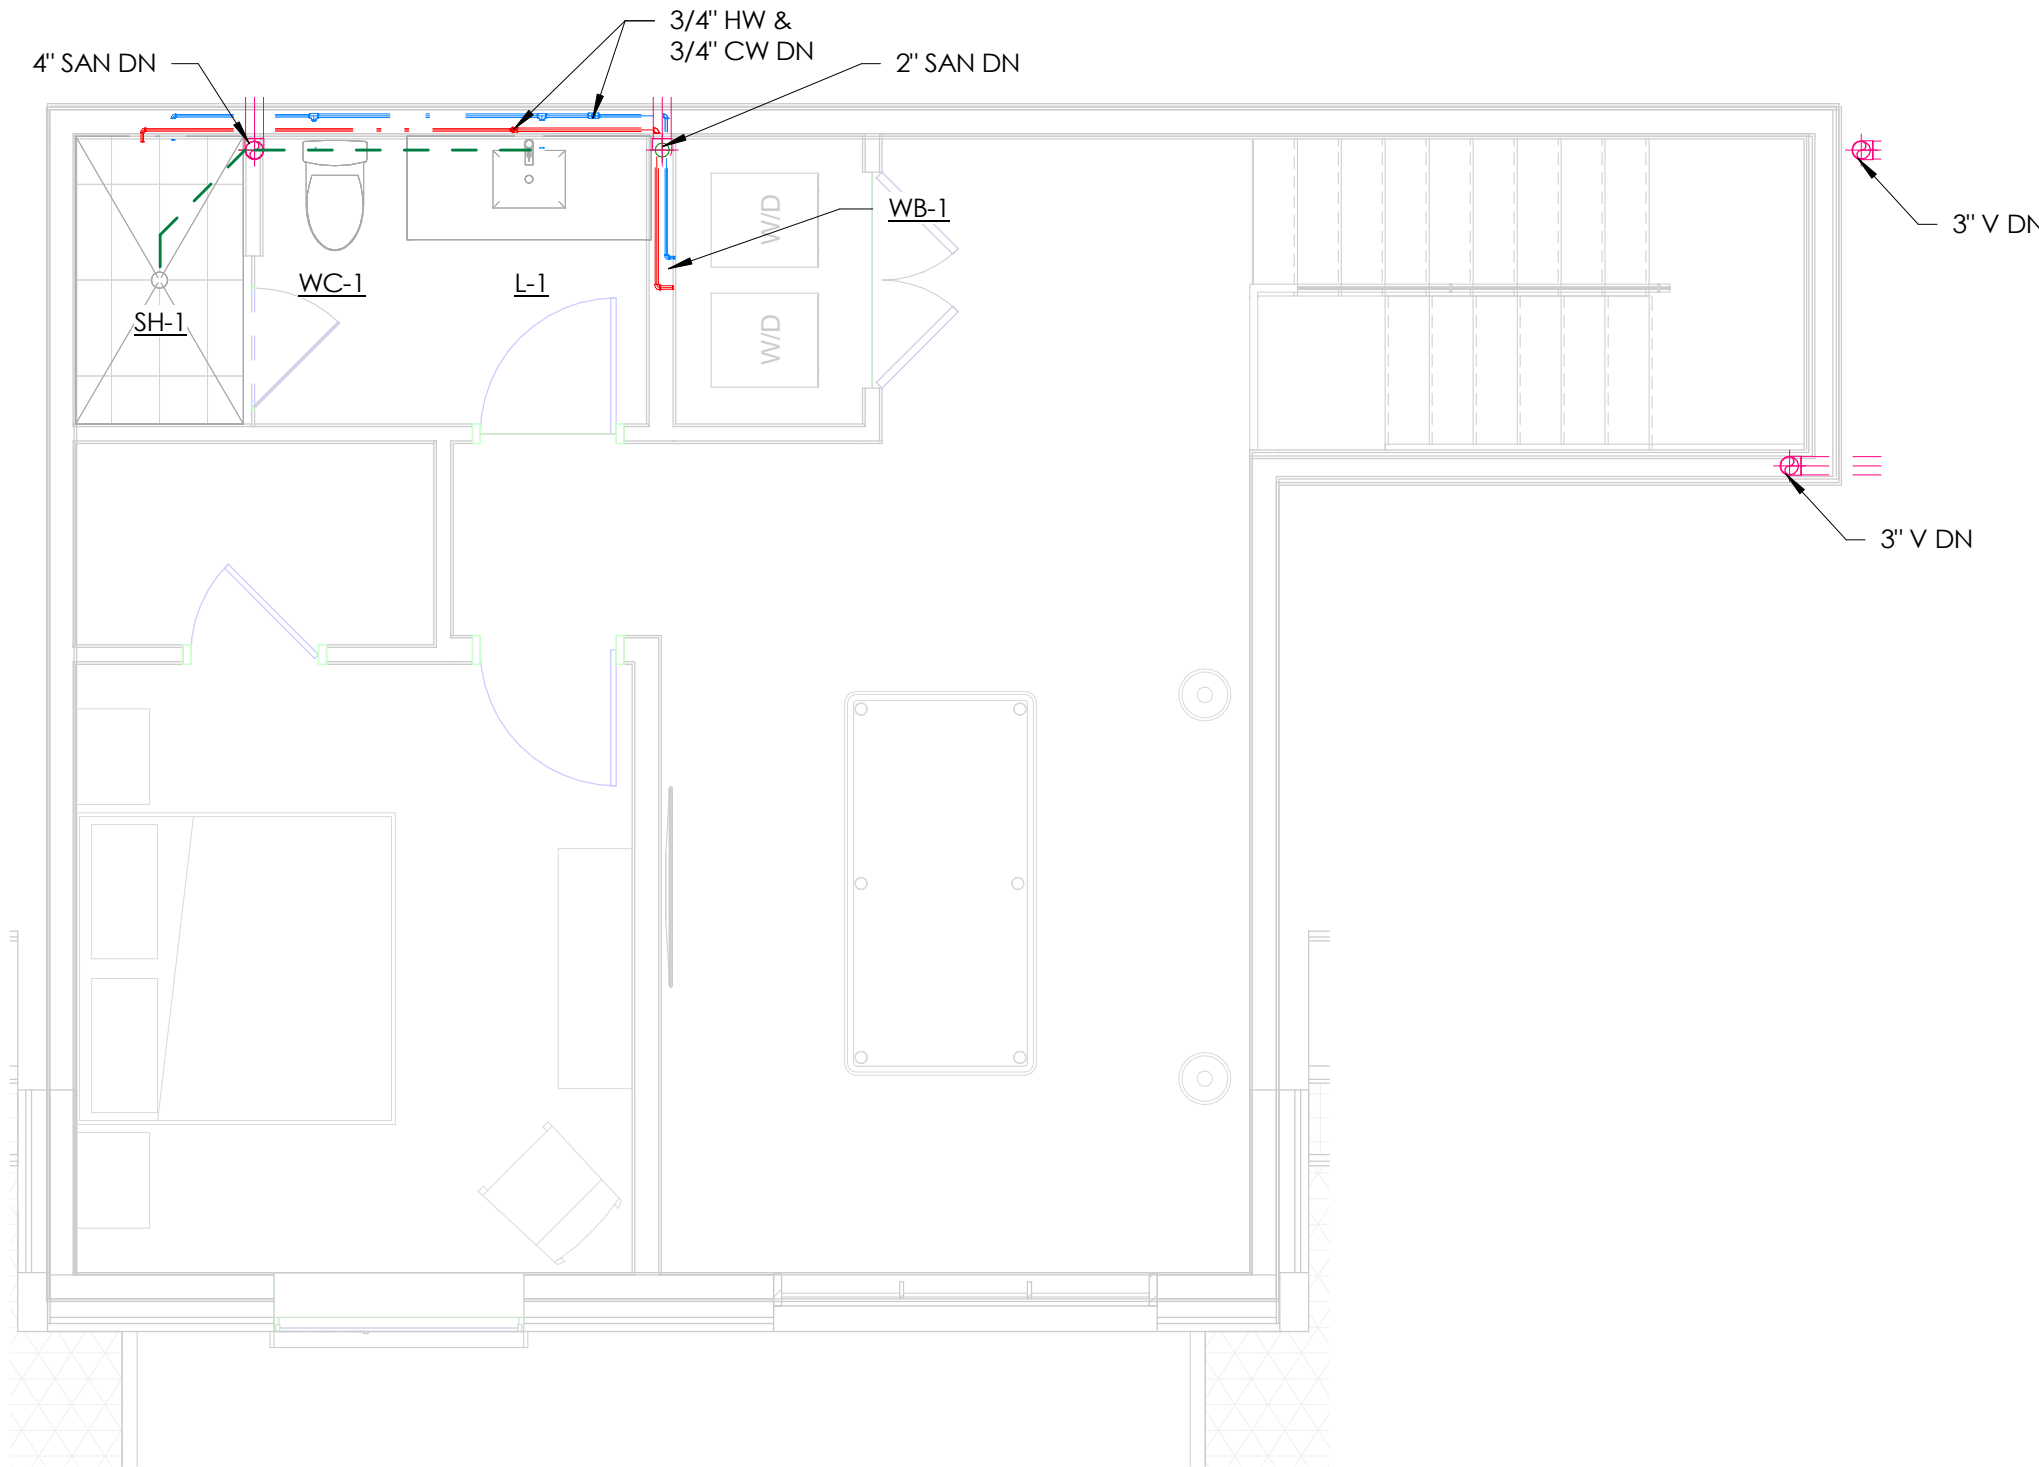 3/4" HW &
3/4" CW DN
4" SAN DN
2" SAN DN
W/D
WB-1
3" V DN
WC-1
L-1
SH-1
W/D
3" V DN